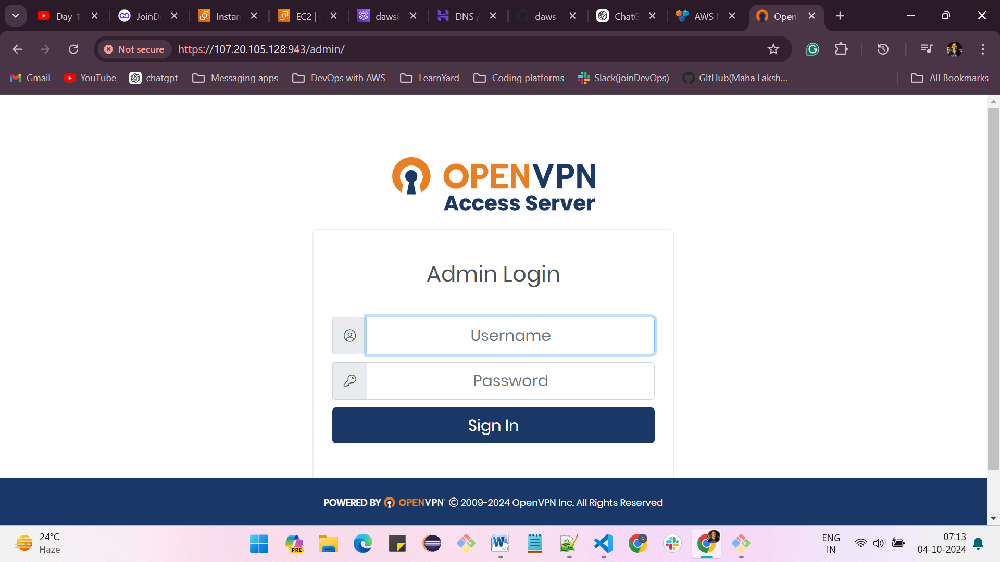 Day-1
JoinD
Instan
EC2 |
daws8
DNS /
daws-
ChatG
AWS
Open
Not secure
https://107.20.105.128:943/admin/
Gmail
YouTube
chatgpt
Messaging apps
DevOps with AWS
LearnYard
Coding platforms
Slack(joinDevOps)
GItHub(Maha Laksh...
All Bookmarks
OPENVPN
Access Server
Admin Login
Username
Password
Sign In
POWERED BY OPENVPN © 2009-2024 OpenVPN Inc. All Rights Reserved
24°C
Haze
PRE
ENG
IN
07:13
04-10-2024